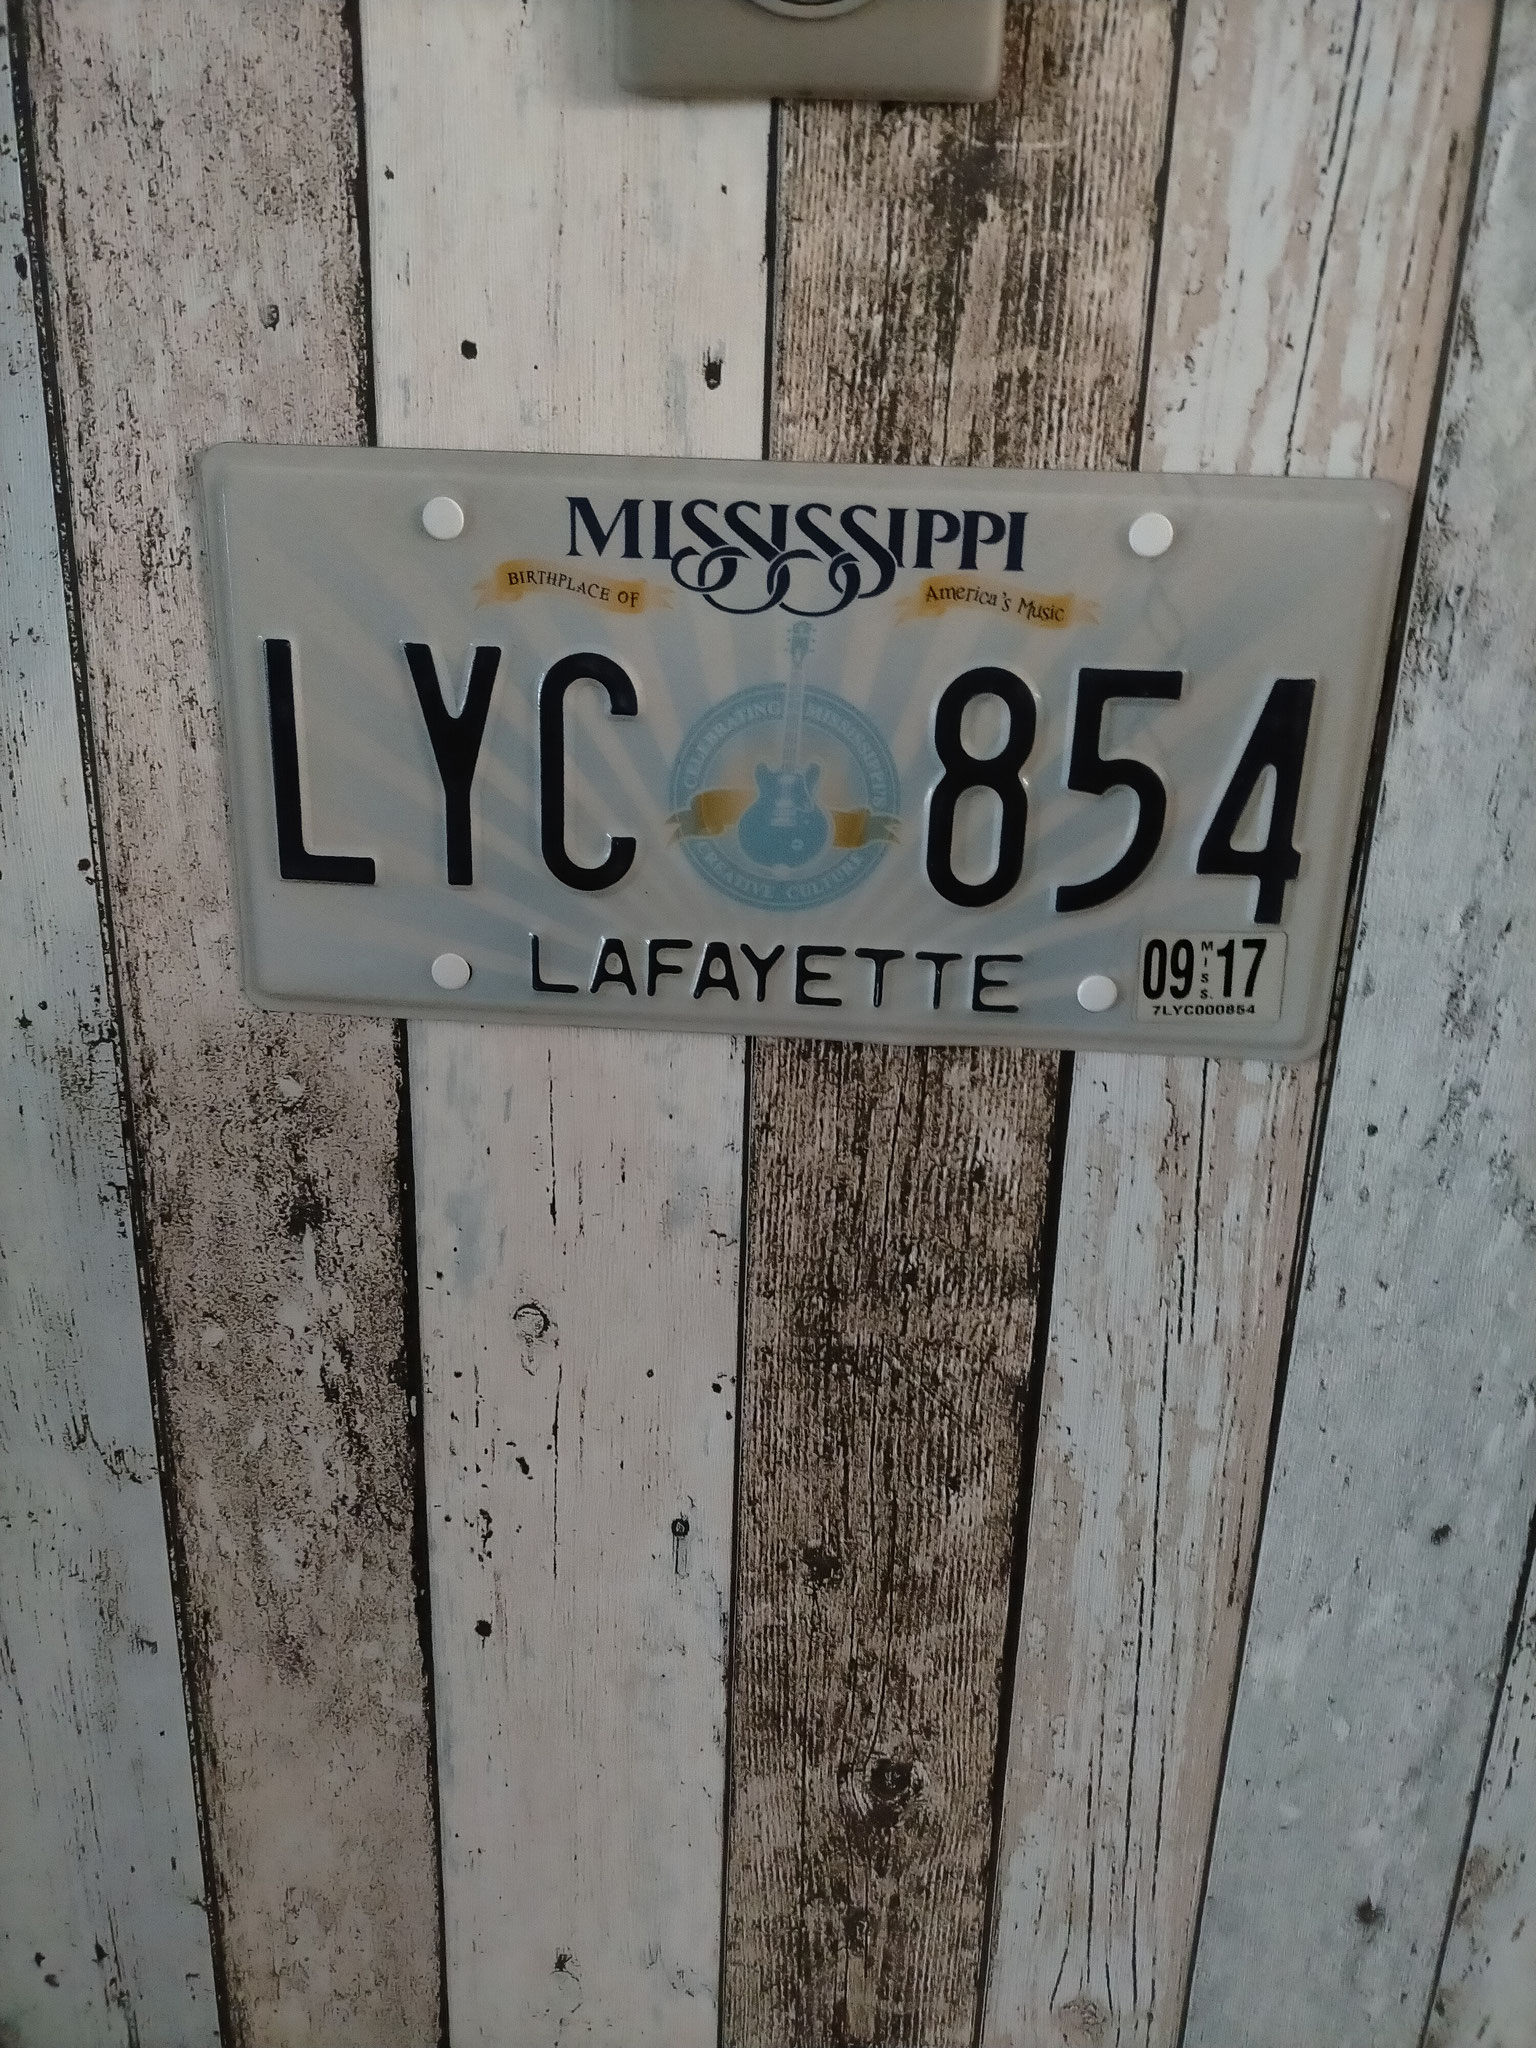 MISSISSIPPI
BIRTHPLACE OF America's Music
LYC 854
CELEBRATING MISSISSIPPI'S
CREATIVE CULTURE
LAFAYETTE
09 MISS. 17
7LYC000854